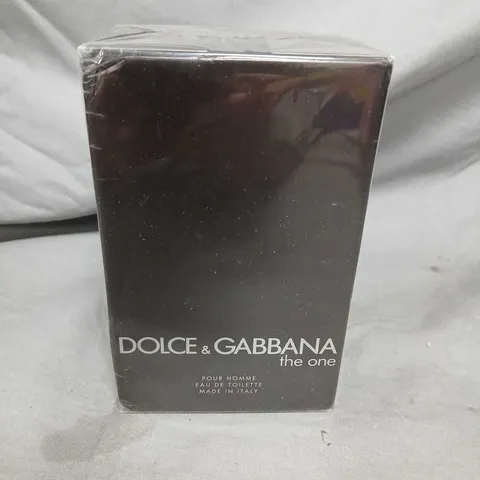 DOLCE & GABBANA
the one
POUR HOMME
EAU DE TOILETTE
MADE IN ITALY